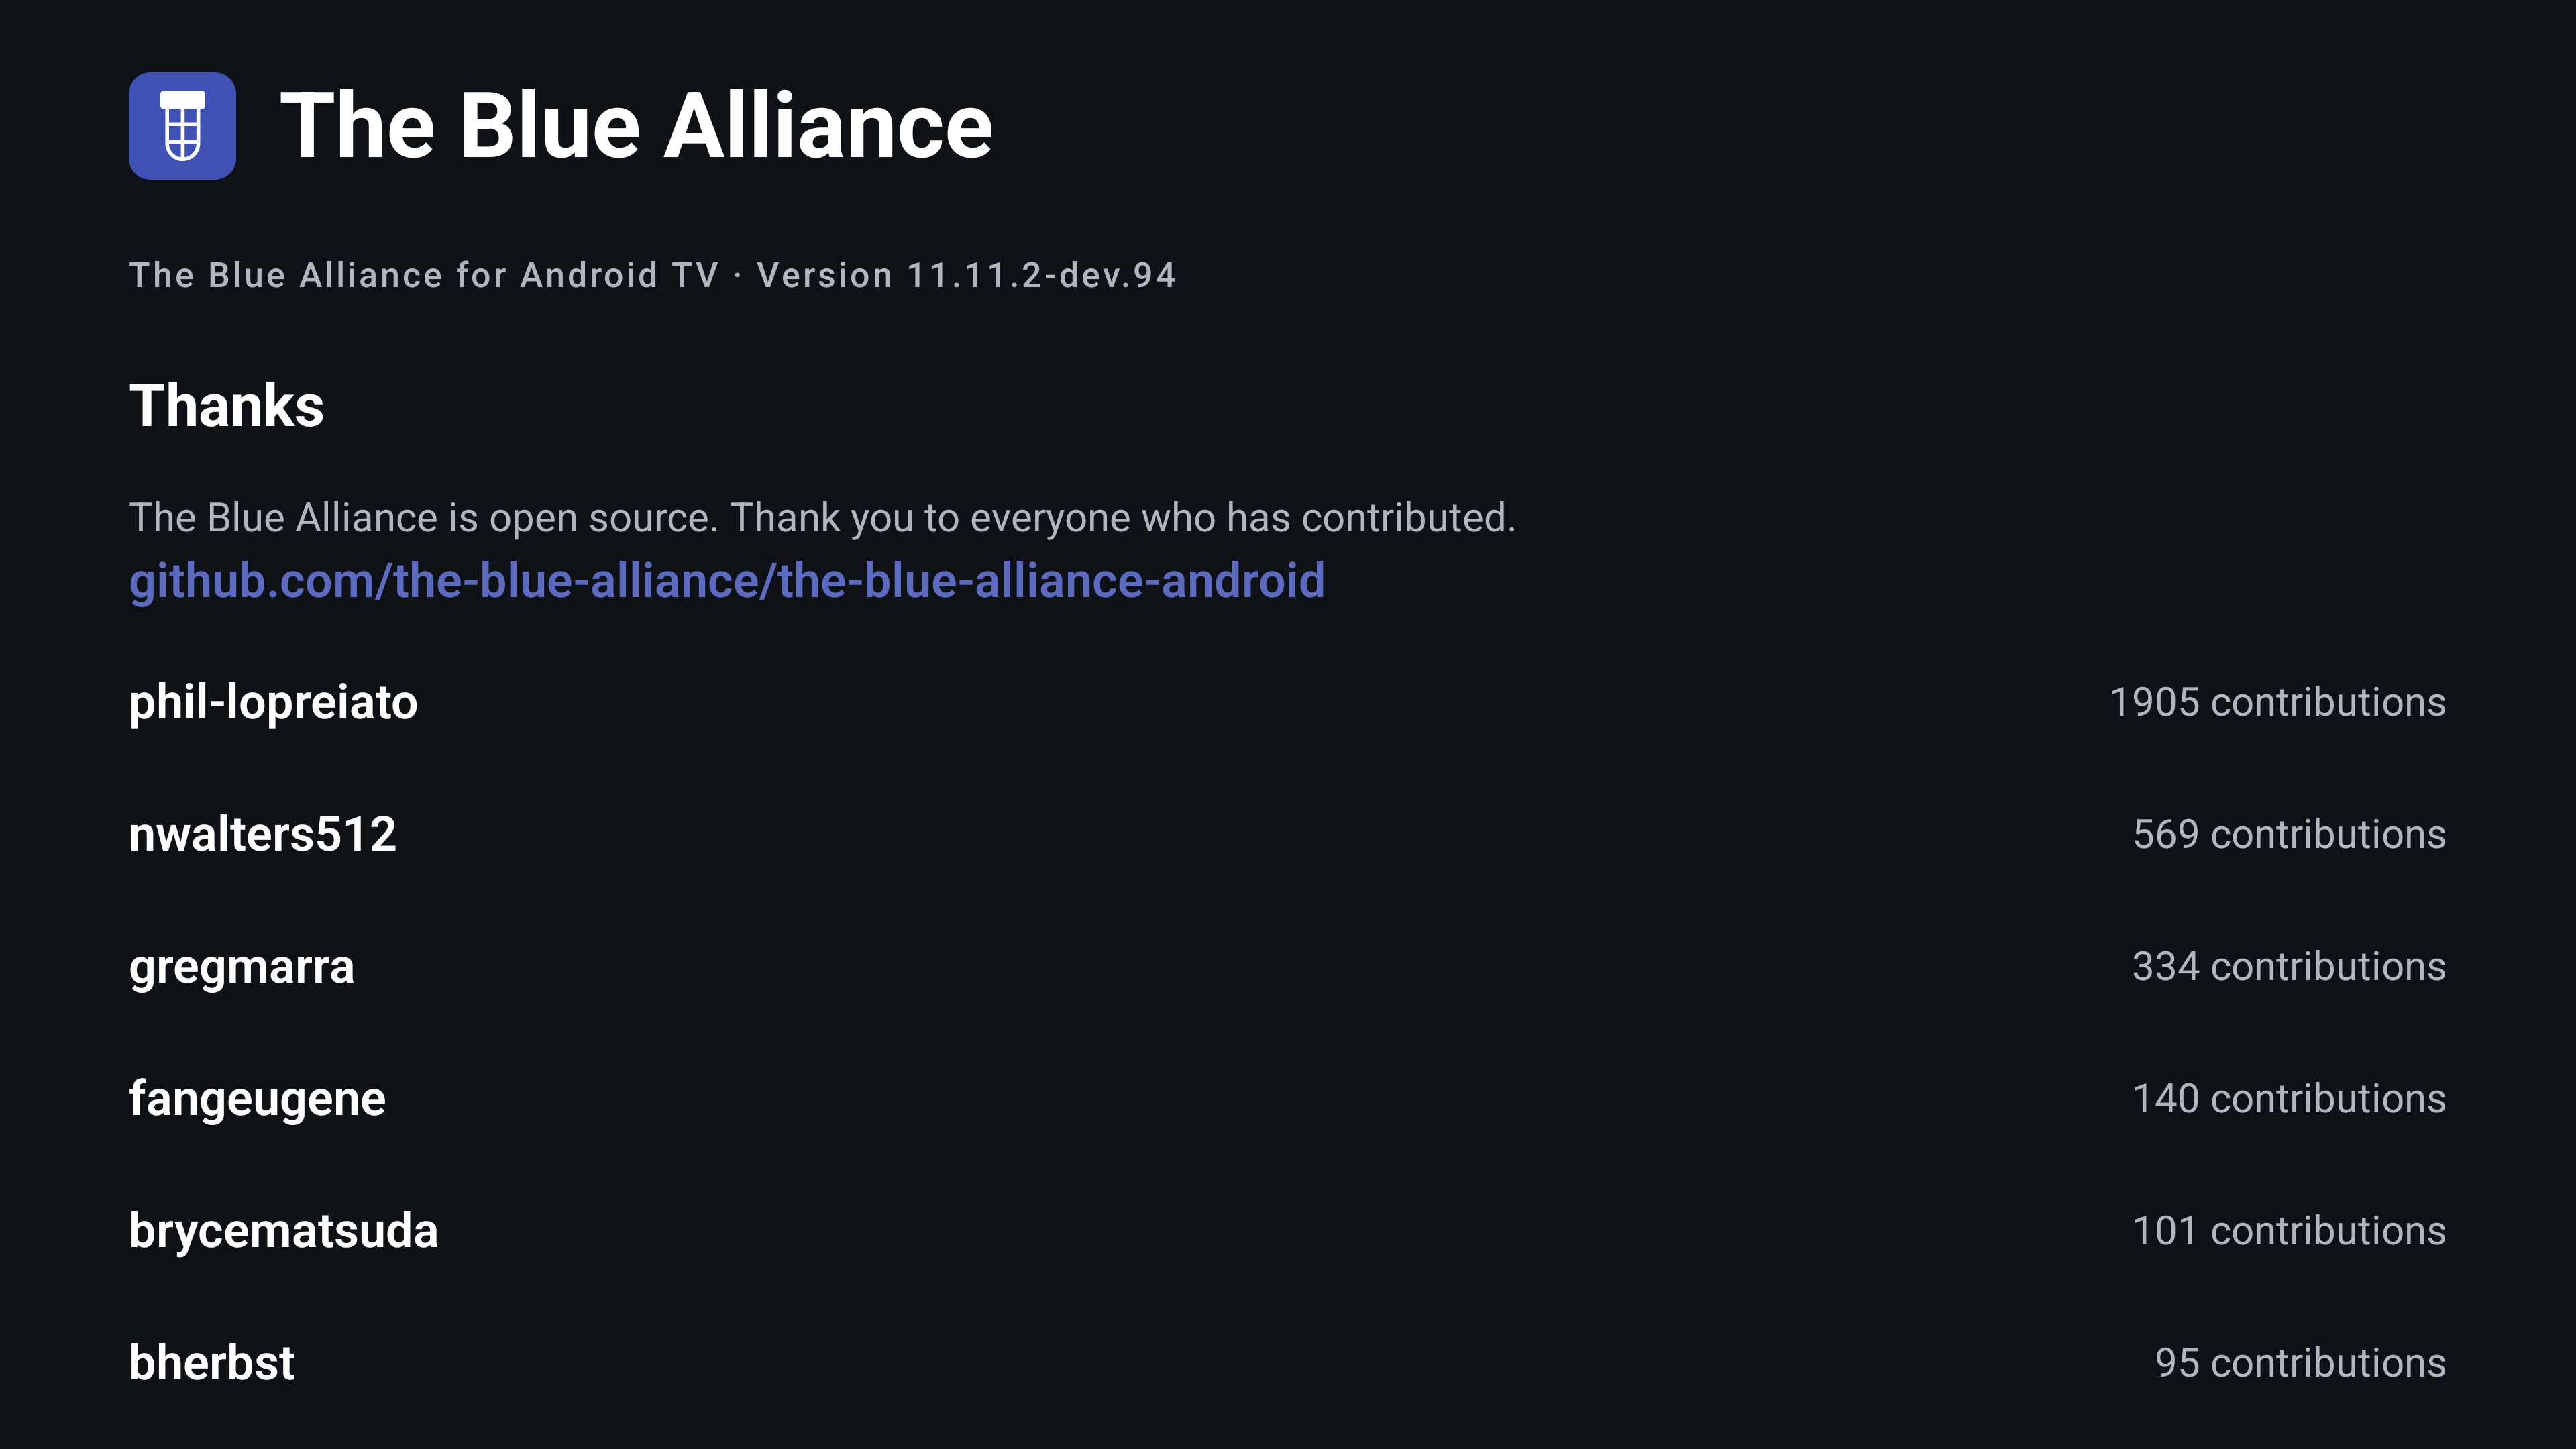 The Blue Alliance
The Blue Alliance for Android TV · Version 11.11.2-dev.94
Thanks
The Blue Alliance is open source. Thank you to everyone who has contributed.
github.com/the-blue-alliance/the-blue-alliance-android
phil-lopreiato 1905 contributions
nwalters512 569 contributions
gregmarra 334 contributions
fangeugene 140 contributions
brycematsuda 101 contributions
bherbst 95 contributions